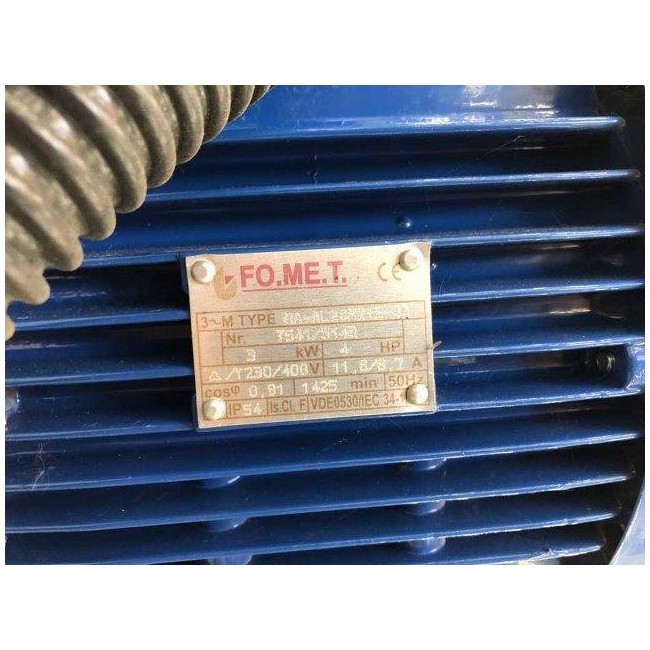 FO.ME.T. CE
3~M TYPE
Nr.
3 kW 4 HP
△/Y230/400V 11,6/6,7 A
cosφ 0,81 1425 min 50Hz
IP54 Is.Cl. F VDE0530/IEC 34-1